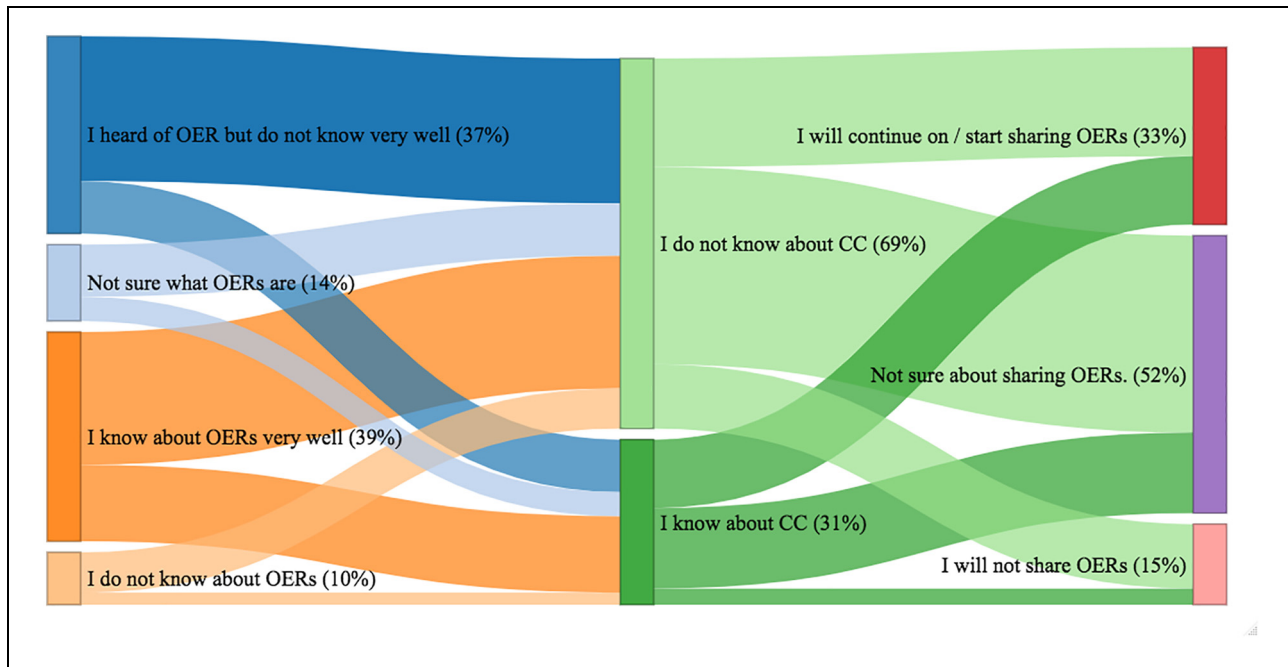 I heard of OER but do not know very well (37%)
Not sure what OERs are (14%)
I know about OERs very well (39%)
I do not know about OERs (10%)
I do not know about CC (69%)
I know about CC (31%)
I will continue on / start sharing OERs (33%)
Not sure about sharing OERs. (52%)
I will not share OERs (15%)